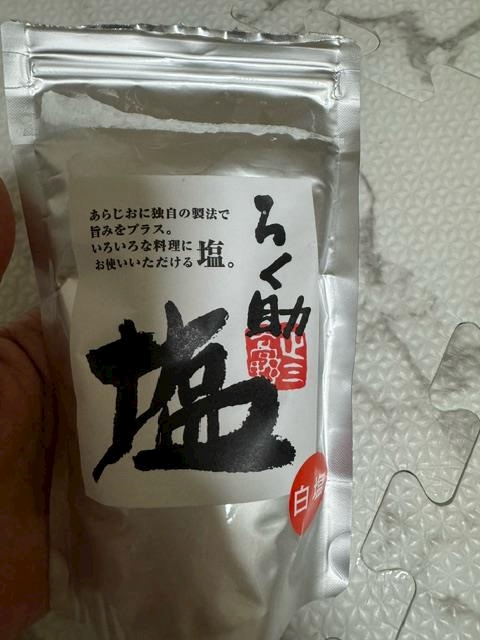 ろく助
塩
あらじおに独自の製法で
旨みをプラス。
いろいろな料理に
お使いいただける塩。
白塩